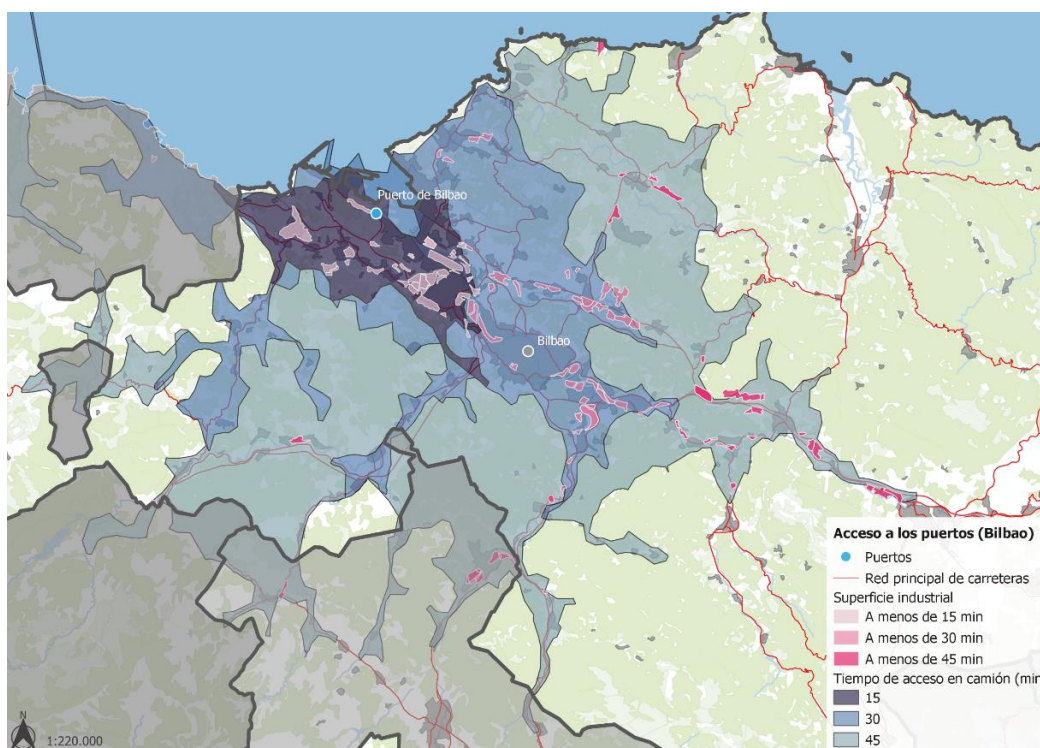 Puerto de Bilbao
Bilbao
Acceso a los puertos (Bilbao)
Puertos
Red principal de carreteras
Superficie industrial
A menos de 15 min
A menos de 30 min
A menos de 45 min
Tiempo de acceso en camión (min
15
30
45
N
1:220.000